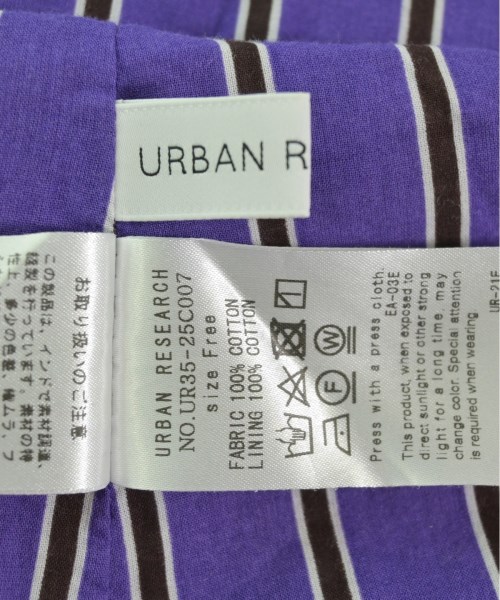 URBAN R
URBAN RESEARCH
NO.UR35-25C007
size Free
FABRIC 100% COTTON
LINING 100% COTTON
F W
Press with a press cloth.
EA-03E
This product, when exposed to
direct sunlight or other strong
light for a long time, may
change color. Special attention
is required when wearing
UR-21F
お取り扱いのご注意
この製品は、インドで素材調達、
縫製を行っています。素材の特
性上、多少の色差、織ムラ、フ